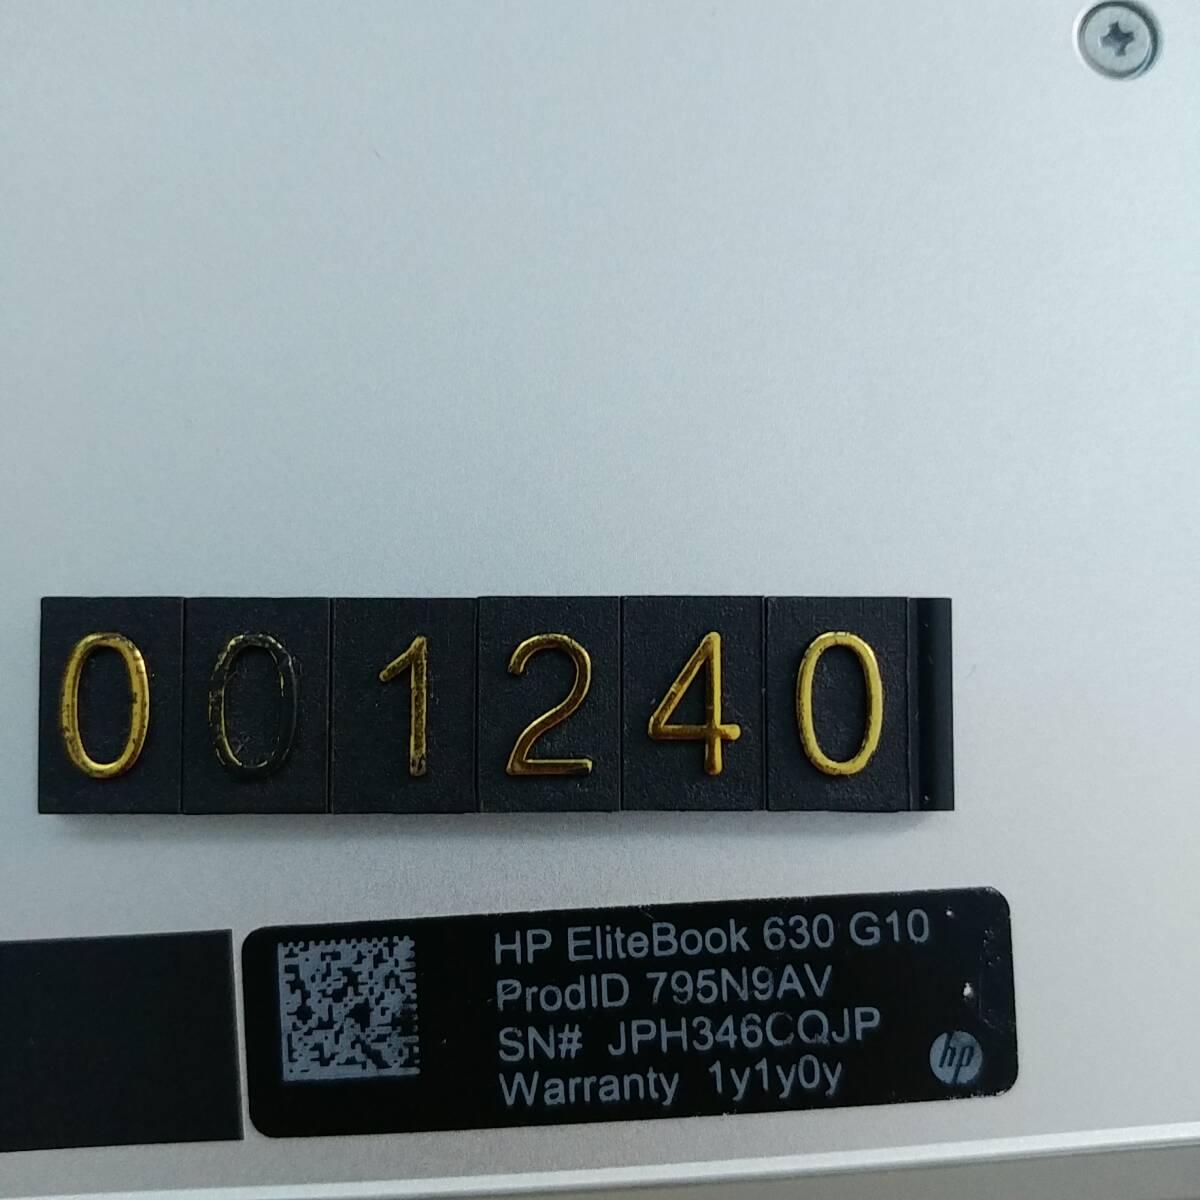 001240
HP EliteBook 630 G10
ProdID 795N9AV
SN# JPH346CQJP
Warranty 1y1y0y
hp